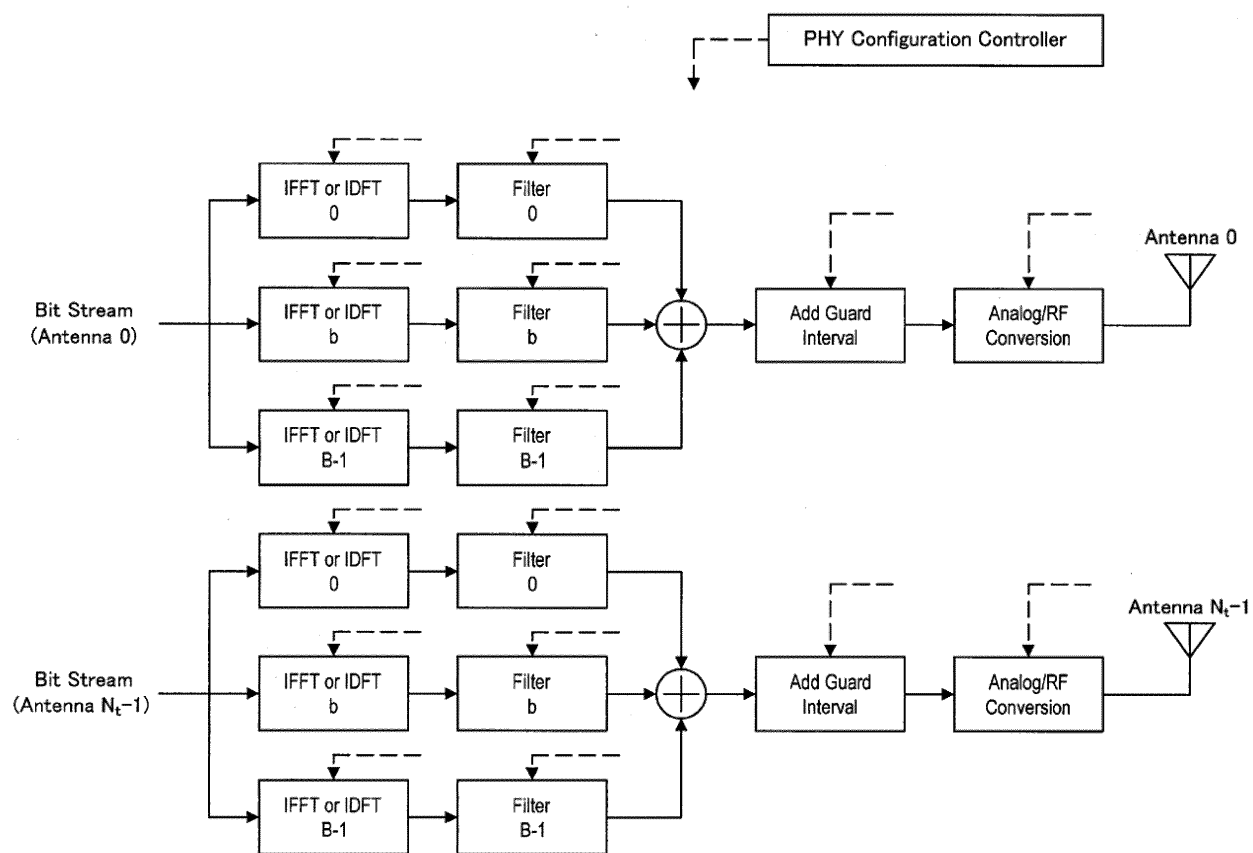 PHY Configuration Controller
IFFT or IDFT
0
Filter
0
Antenna 0
Bit Stream
(Antenna 0)
IFFT or IDFT
b
Filter
b
Add Guard
Interval
Analog/RF
Conversion
IFFT or IDFT
B-1
Filter
B-1
IFFT or IDFT
0
Filter
0
Antenna Nt-1
Bit Stream
(Antenna Nt-1)
IFFT or IDFT
b
Filter
b
Add Guard
Interval
Analog/RF
Conversion
IFFT or IDFT
B-1
Filter
B-1